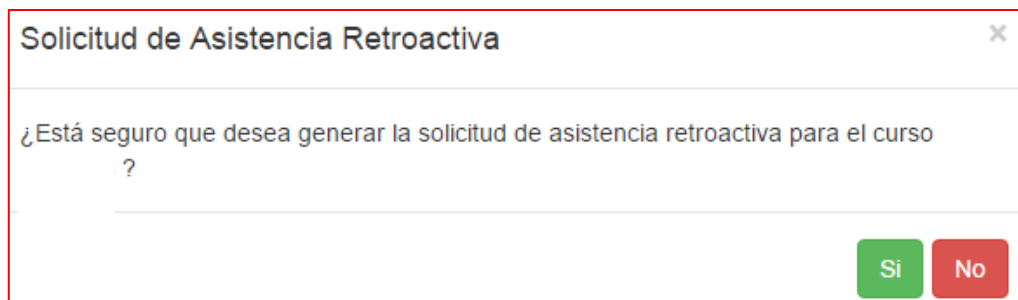 Solicitud de Asistencia Retroactiva ×
¿Está seguro que desea generar la solicitud de asistencia retroactiva para el curso
?
Si No